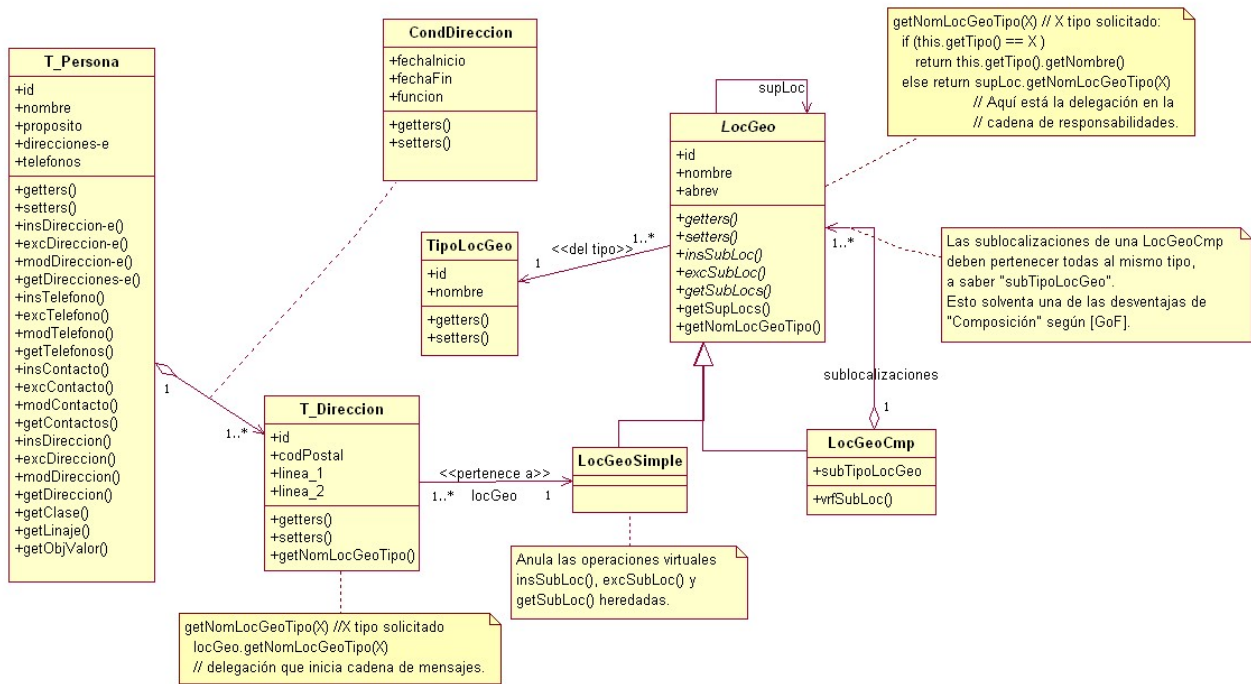 T_Persona
+id
+nombre
+proposito
+direcciones-e
+telefonos
+getters()
+setters()
+insDireccion-e()
+excDireccion-e()
+modDireccion-e()
+getDirecciones-e()
+insTelefono()
+excTelefono()
+modTelefono()
+getTelefonos()
+insContacto()
+excContacto()
+modContacto()
+getContactos()
+insDireccion()
+excDireccion()
+modDireccion()
+getDireccion()
+getClase()
+getLinaje()
+getObjValor()
1
1..*
CondDireccion
+fechaInicio
+fechaFin
+funcion
+getters()
+setters()
TipoLocGeo
+id
+nombre
+getters()
+setters()
<<del tipo>>
1
1..*
T_Direccion
+id
+codPostal
+linea_1
+linea_2
+getters()
+setters()
+getNomLocGeoTipo()
<<pertenece a>>
1..*
locGeo
1
getNomLocGeoTipo(X) //X tipo solicitado
locGeo.getNomLocGeoTipo(X)
// delegación que inicia cadena de mensajes.
supLoc
LocGeo
+id
+nombre
+abrev
+getters()
+setters()
+insSubLoc()
+excSubLoc()
+getSubLocs()
+getSupLocs()
+getNomLocGeoTipo()
1..*
sublocalizaciones
1
LocGeoSimple
Anula las operaciones virtuales
insSubLoc(), excSubLoc() y
getSubLoc() heredadas.
LocGeoCmp
+subTipoLocGeo
+vrfSubLoc()
getNomLocGeoTipo(X) // X tipo solicitado:
if (this.getTipo() == X )
return this.getTipo().getNombre()
else return supLoc.getNomLocGeoTipo(X)
// Aquí está la delegación en la
// cadena de responsabilidades.
Las sublocalizaciones de una LocGeoCmp
deben pertenecer todas al mismo tipo,
a saber "subTipoLocGeo".
Esto solventa una de las desventajas de
"Composición" según [GoF].